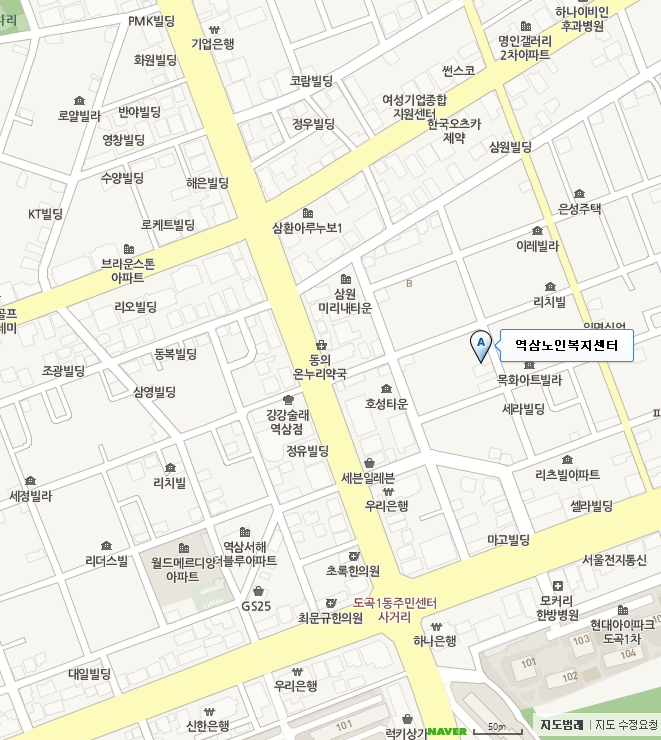 PMK빌딩
기업은행
하나이비인
후과병원
명인갤러리
2차아파트
화원빌딩
썬스코
코람빌딩
로얄빌라
반야빌딩
여성기업종합
지원센터
정우빌딩
한국오츠카
제약
영창빌딩
삼원빌딩
수양빌딩
해은빌딩
은성주택
KT빌딩
로케트빌딩
삼환아루누보1
이레빌라
브라운스톤
아파트
B
리오빌딩
삼원
미리내타운
리치빌
A
역삼노인복지센터
동복빌딩
동의
온누리약국
조광빌딩
목화아트빌라
삼영빌딩
호성타운
세라빌딩
강강술래
역삼점
정유빌딩
세븐일레븐
리치빌
리츠빌아파트
세정빌라
우리은행
셀라빌딩
마고빌딩
리더스빌
월드메르디앙
아파트
역삼서해
더블루아파트
초록한의원
서울전지통신
GS25
최문규한의원
도곡1동주민센터
사거리
모커리
한방병원
하나은행
현대아이파크
도곡1차
103
104
101
102
대일빌딩
우리은행
신한은행
101
럭키상가
NAVER
50m
지도범례
지도 수정요청